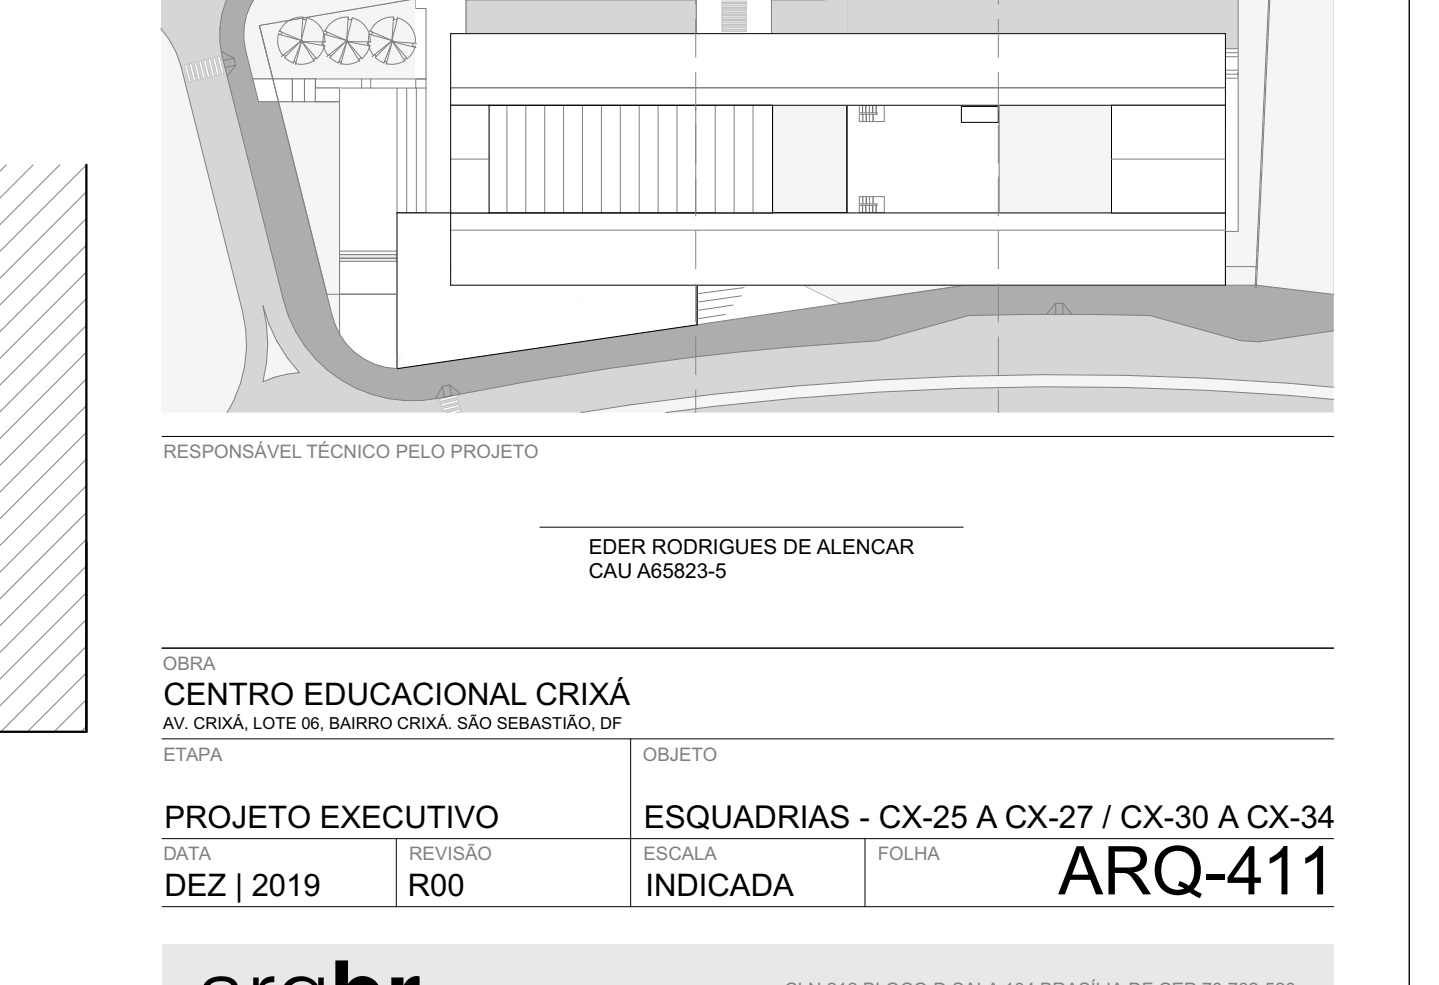 RESPONSÁVEL TÉCNICO PELO PROJETO
EDER RODRIGUES DE ALENCAR
CAU A65823-5
OBRA
CENTRO EDUCACIONAL CRIXÁ
AV. CRIXÁ, LOTE 06, BAIRRO CRIXÁ. SÃO SEBASTIÃO, DF
ETAPA
PROJETO EXECUTIVO
OBJETO
ESQUADRIAS - CX-25 A CX-27 / CX-30 A CX-34
DATA
DEZ | 2019
REVISÃO
R00
ESCALA
INDICADA
FOLHA
ARQ-411